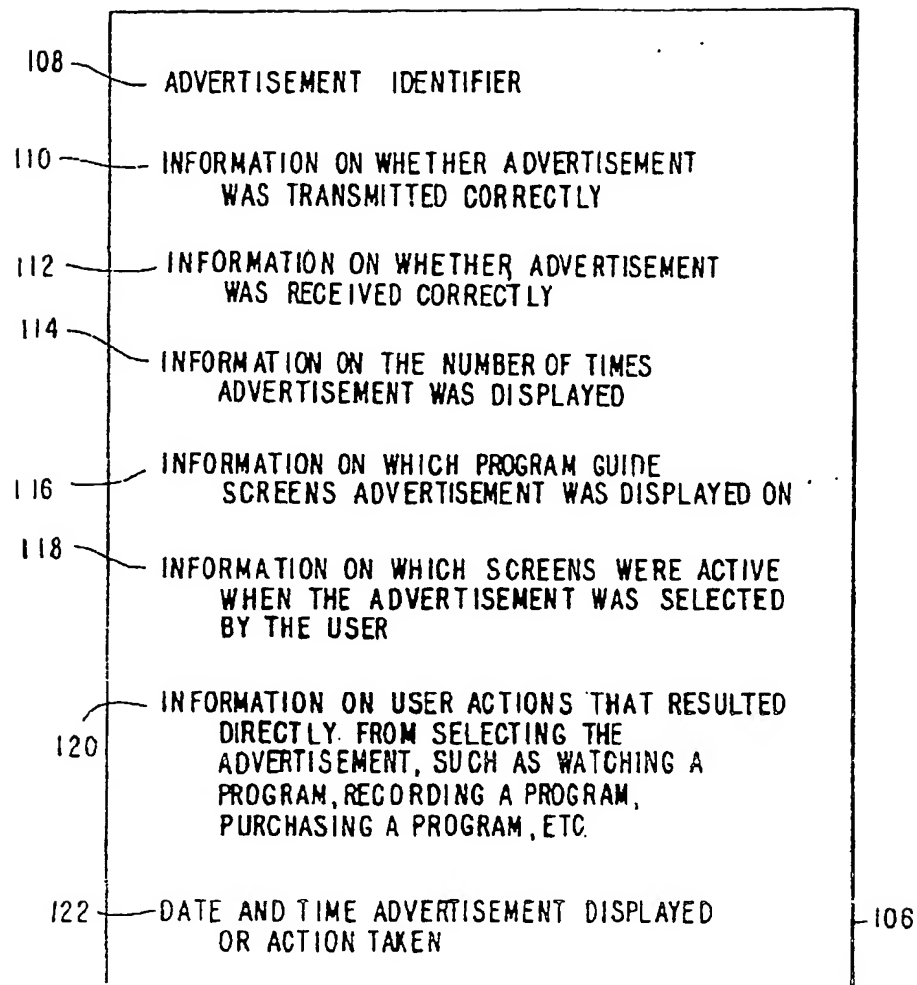 108
ADVERTISEMENT IDENTIFIER
110
INFORMATION ON WHETHER ADVERTISEMENT
WAS TRANSMITTED CORRECTLY
112
INFORMATION ON WHETHER ADVERTISEMENT
WAS RECEIVED CORRECTLY
114
INFORMATION ON THE NUMBER OF TIMES
ADVERTISEMENT WAS DISPLAYED
INFORMATION ON WHICH PROGRAM GUIDE
116
SCREENS ADVERTISEMENT WAS DISPLAYED ON
118
INFORMATION ON WHICH SCREENS WERE ACTIVE
WHEN THE ADVERTISEMENT WAS SELECTED
BY THE USER
INFORMATION ON USER ACTIONS THAT RESULTED
120
DIRECTLY FROM SELECTING THE
ADVERTISEMENT, SUCH AS WATCHING A
PROGRAM, RECORDING A PROGRAM,
PURCHASING A PROGRAM, ETC.
122
DATE AND TIME ADVERTISEMENT DISPLAYED
106
OR ACTION TAKEN